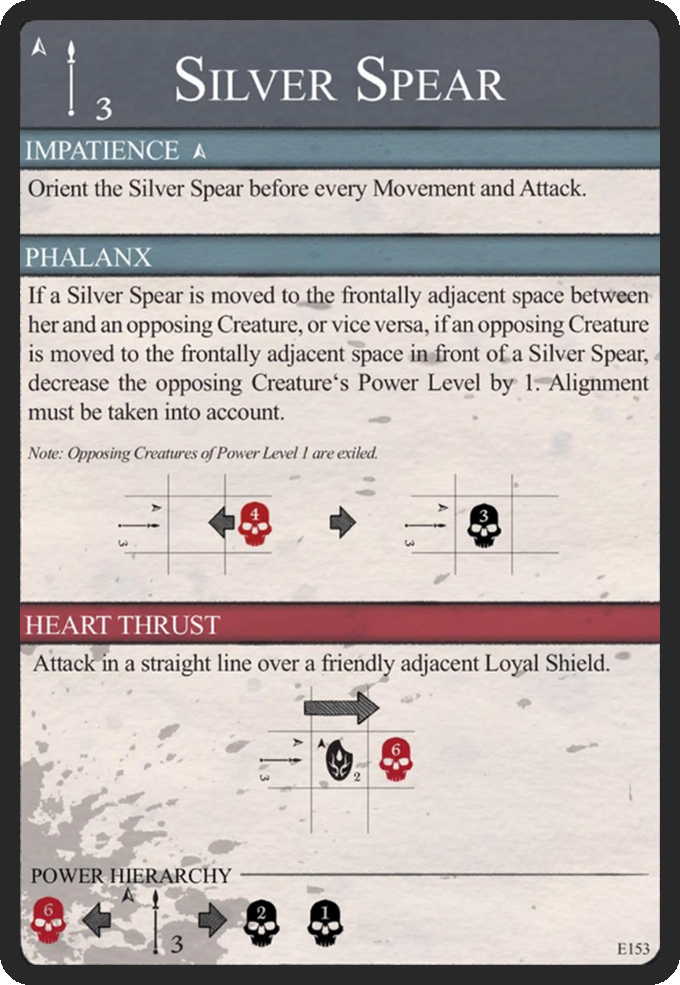 3
SILVER SPEAR
IMPATIENCE
Orient the Silver Spear before every Movement and Attack.
PHALANX
If a Silver Spear is moved to the frontally adjacent space between
her and an opposing Creature, or vice versa, if an opposing Creature
is moved to the frontally adjacent space in front of a Silver Spear,
decrease the opposing Creature‘s Power Level by 1. Alignment
must be taken into account.
Note: Opposing Creatures of Power Level 1 are exiled.
3 4 3 3
HEART THRUST
Attack in a straight line over a friendly adjacent Loyal Shield.
3 2 6
POWER HIERARCHY
6 3 2 1
E153